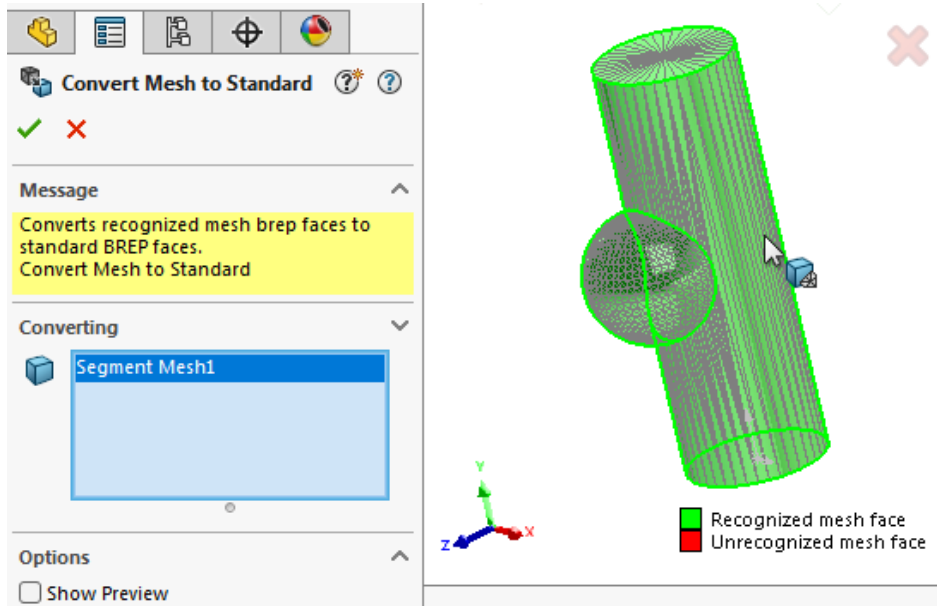 Convert Mesh to Standard
Message
Converts recognized mesh brep faces to
standard BREP faces.
Convert Mesh to Standard
Converting
Segment Mesh1
Options
Show Preview
Y
Z
X
Recognized mesh face
Unrecognized mesh face